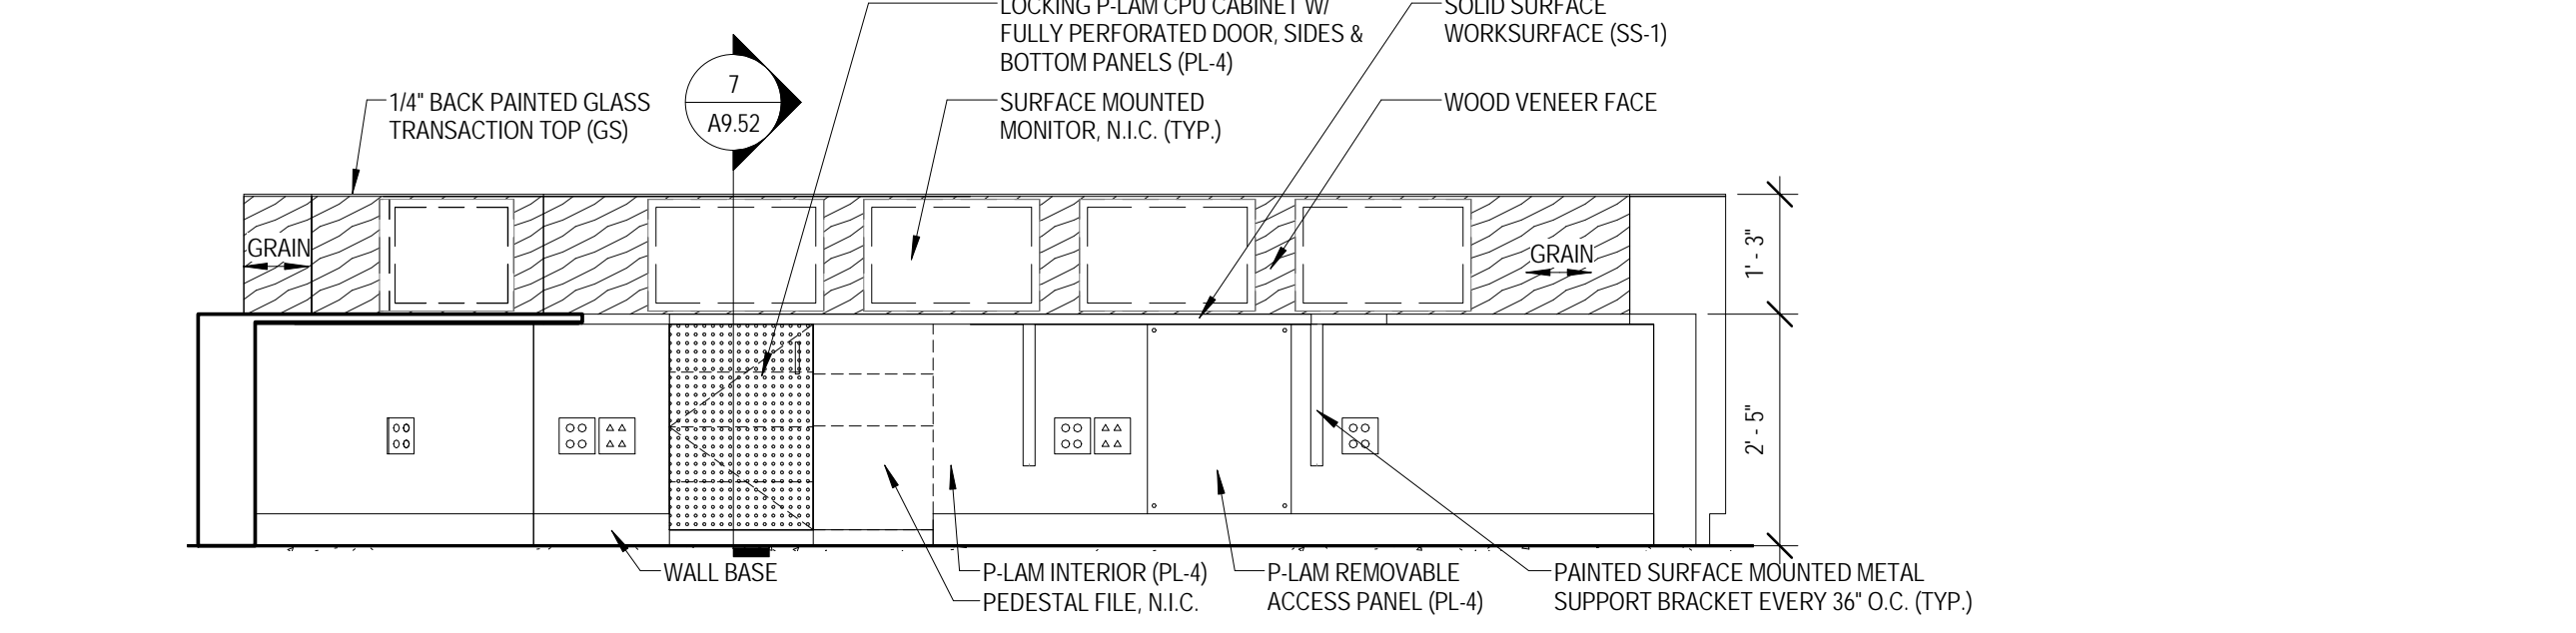 LOCKING P-LAM CPU CABINET W/
FULLY PERFORATED DOOR, SIDES &
BOTTOM PANELS (PL-4)
SOLID SURFACE
WORKSURFACE (SS-1)
7
A9.52
1/4" BACK PAINTED GLASS
TRANSACTION TOP (GS)
SURFACE MOUNTED
MONITOR, N.I.C. (TYP.)
WOOD VENEER FACE
GRAIN
GRAIN
1' - 3"
2' - 5"
WALL BASE
P-LAM INTERIOR (PL-4)
PEDESTAL FILE, N.I.C.
P-LAM REMOVABLE
ACCESS PANEL (PL-4)
PAINTED SURFACE MOUNTED METAL
SUPPORT BRACKET EVERY 36" O.C. (TYP.)